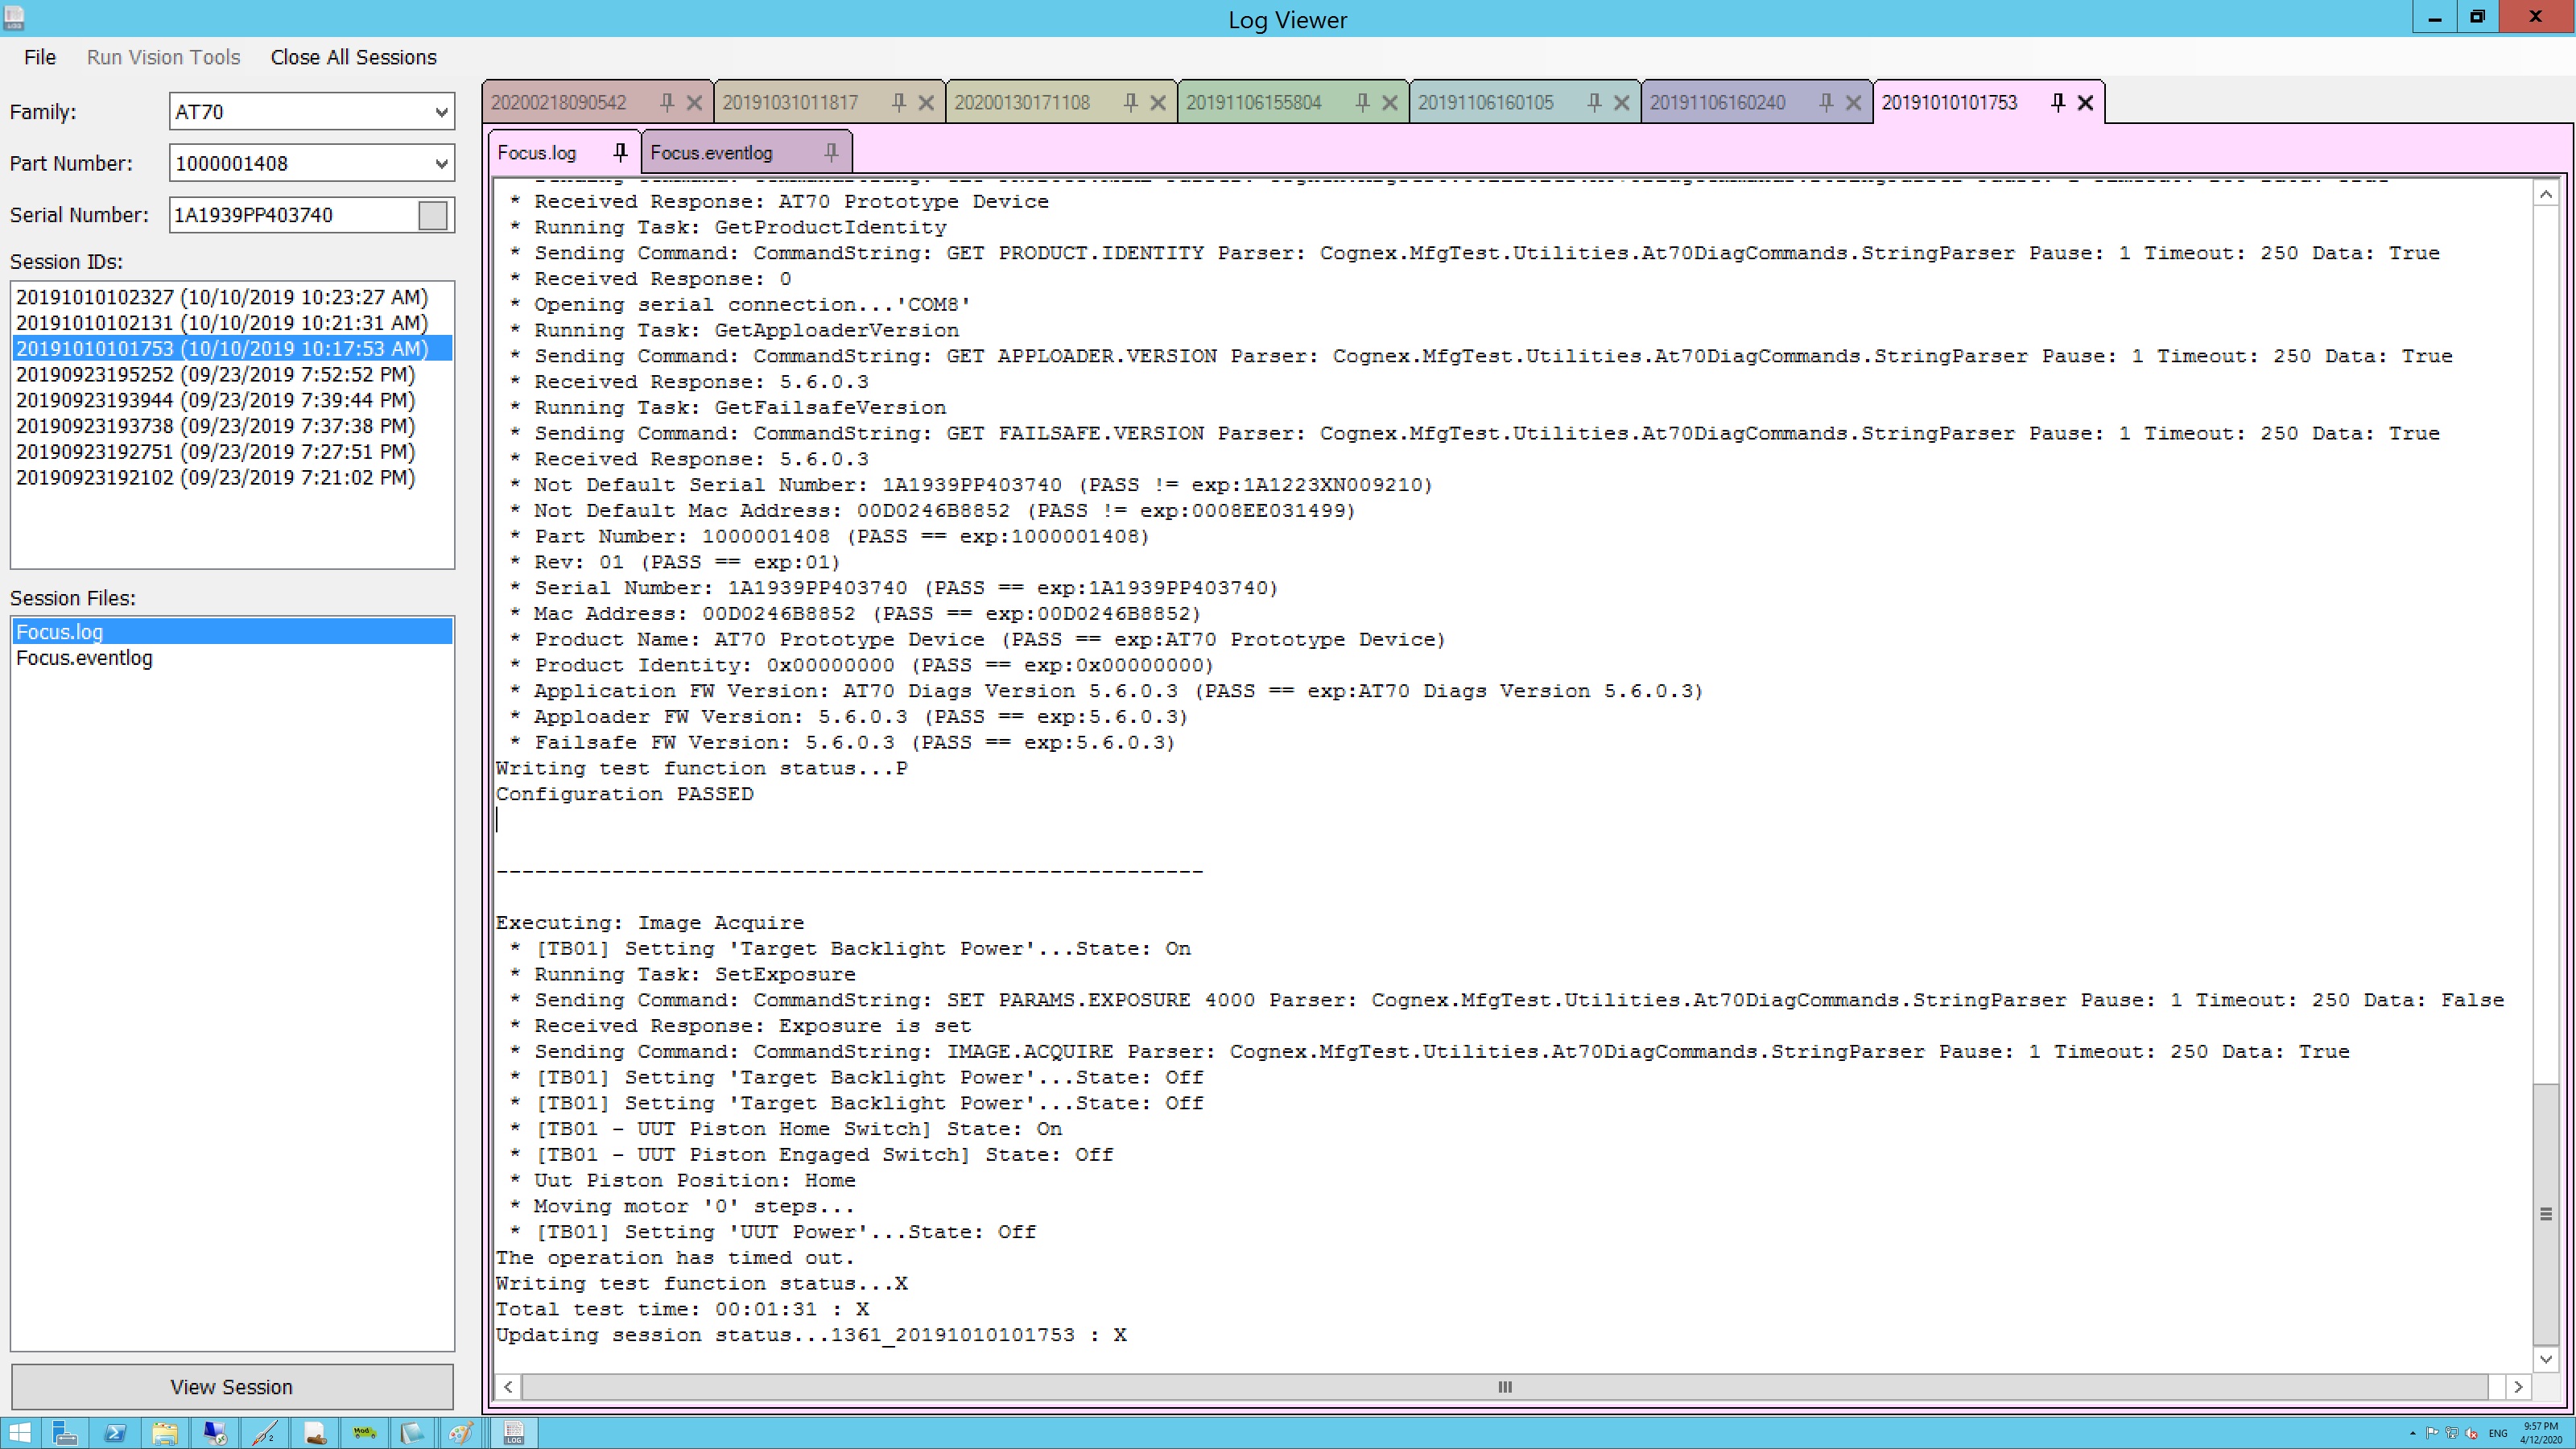 Log Viewer
File Run Vision Tools Close All Sessions
Family: AT70
Part Number: 1000001408
Serial Number: 1A1939PP403740
Session IDs:
20191010102327 (10/10/2019 10:23:27 AM)
20191010102131 (10/10/2019 10:21:31 AM)
20191010101753 (10/10/2019 10:17:53 AM)
20190923195252 (09/23/2019 7:52:52 PM)
20190923193944 (09/23/2019 7:39:44 PM)
20190923193738 (09/23/2019 7:37:38 PM)
20190923192751 (09/23/2019 7:27:51 PM)
20190923192102 (09/23/2019 7:21:02 PM)
Session Files:
Focus.log
Focus.eventlog
View Session
20200218090542 20191031011817 20200130171108 20191106155804 20191106160105 20191106160240 20191010101753
Focus.log Focus.eventlog
* Received Response: AT70 Prototype Device
* Running Task: GetProductIdentity
* Sending Command: CommandString: GET PRODUCT.IDENTITY Parser: Cognex.MfgTest.Utilities.At70DiagCommands.StringParser Pause: 1 Timeout: 250 Data: True
* Received Response: 0
* Opening serial connection...'COM8'
* Running Task: GetApploaderVersion
* Sending Command: CommandString: GET APPLOADER.VERSION Parser: Cognex.MfgTest.Utilities.At70DiagCommands.StringParser Pause: 1 Timeout: 250 Data: True
* Received Response: 5.6.0.3
* Running Task: GetFailsafeVersion
* Sending Command: CommandString: GET FAILSAFE.VERSION Parser: Cognex.MfgTest.Utilities.At70DiagCommands.StringParser Pause: 1 Timeout: 250 Data: True
* Received Response: 5.6.0.3
* Not Default Serial Number: 1A1939PP403740 (PASS != exp:1A1223XN009210)
* Not Default Mac Address: 00D0246B8852 (PASS != exp:0008EE031499)
* Part Number: 1000001408 (PASS == exp:1000001408)
* Rev: 01 (PASS == exp:01)
* Serial Number: 1A1939PP403740 (PASS == exp:1A1939PP403740)
* Mac Address: 00D0246B8852 (PASS == exp:00D0246B8852)
* Product Name: AT70 Prototype Device (PASS == exp:AT70 Prototype Device)
* Product Identity: 0x00000000 (PASS == exp:0x00000000)
* Application FW Version: AT70 Diags Version 5.6.0.3 (PASS == exp:AT70 Diags Version 5.6.0.3)
* Apploader FW Version: 5.6.0.3 (PASS == exp:5.6.0.3)
* Failsafe FW Version: 5.6.0.3 (PASS == exp:5.6.0.3)
Writing test function status...P
Configuration PASSED
-------------------------------------------------------
Executing: Image Acquire
* [TB01] Setting 'Target Backlight Power'...State: On
* Running Task: SetExposure
* Sending Command: CommandString: SET PARAMS.EXPOSURE 4000 Parser: Cognex.MfgTest.Utilities.At70DiagCommands.StringParser Pause: 1 Timeout: 250 Data: False
* Received Response: Exposure is set
* Sending Command: CommandString: IMAGE.ACQUIRE Parser: Cognex.MfgTest.Utilities.At70DiagCommands.StringParser Pause: 1 Timeout: 250 Data: True
* [TB01] Setting 'Target Backlight Power'...State: Off
* [TB01] Setting 'Target Backlight Power'...State: Off
* [TB01 - UUT Piston Home Switch] State: On
* [TB01 - UUT Piston Engaged Switch] State: Off
* Uut Piston Position: Home
* Moving motor '0' steps...
* [TB01] Setting 'UUT Power'...State: Off
The operation has timed out.
Writing test function status...X
Total test time: 00:01:31 : X
Updating session status...1361_20191010101753 : X
ENG
9:57 PM
4/12/2020